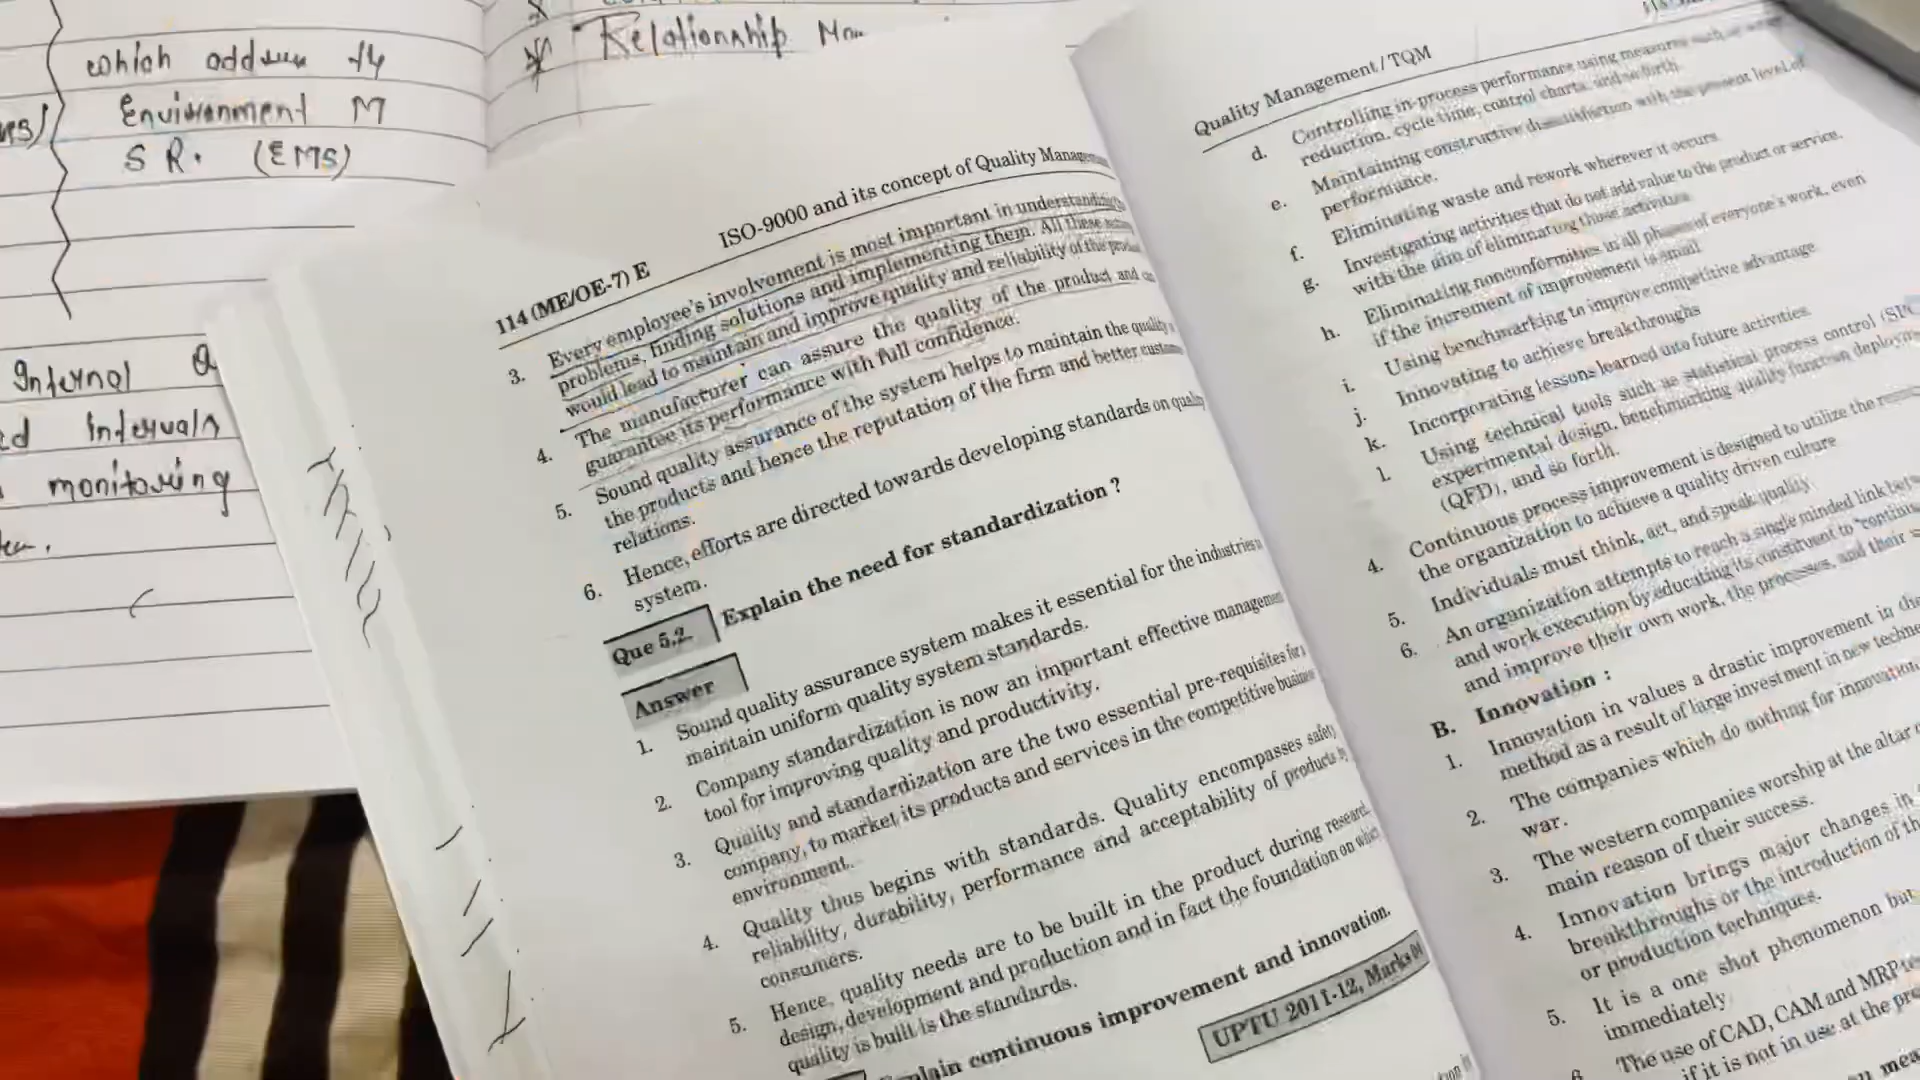 which address
Environment M
S R. (EMS)
Internal
intervals
monitoring
Relationship
114 (ME/OE-7) E
ISO-9000 and its concept of Quality
3. Every employee's involvement is most important in understanding
problems, finding solutions and implementing them. All these
would lead to maintain and improve quality and reliability of the
4. The manufacturer can assure the quality of the product and
guarantee its performance with full confidence.
5. Sound quality assurance of the system helps to maintain the quality
the products and hence the reputation of the firm and better
relations.
6. Hence, efforts are directed towards developing standards on
system.
Que 5.2. Explain the need for standardization ?
Answer
1. Sound quality assurance system makes it essential for the industries
maintain uniform quality system standards.
2. Company standardization is now an important effective
tool for improving quality and productivity.
3. Quality and standardization are the two essential pre-requisites for
company, to market its products and services in the competitive
environment.
4. Quality thus begins with standards. Quality encompasses safety
reliability, durability, performance and acceptability of products
consumers.
5. Hence, quality needs are to be built in the product during
design, development and production and in fact the foundation on
quality is built is the standards.
continuous improvement and innovation.
UPTU 2011-12, Marks
Quality Management / TQM
d. Controlling in-process performance using measures such as
reduction, cycle time, control charts, and so forth.
e. Maintaining constructive dissatisfaction with the present level of
performance.
f. Eliminating waste and rework wherever it occurs.
g. Investigating activities that do not add value to the product or service,
with the aim of eliminating those activities.
h. Eliminating nonconformities in all phases of everyone's work, even
if the increment of improvement is small.
i. Using benchmarking to improve competitive advantage
j. Innovating to achieve breakthroughs
k. Incorporating lessons learned into future activities.
l. Using technical tools such as statistical process control
experimental design, benchmarking quality function
(QFD), and so forth.
4. Continuous process improvement is designed to utilize the
the organization to achieve a quality driven culture
5. Individuals must think, act, and speak quality.
6. An organization attempts to reach a single minded link
and work execution by educating its constituent to
and improve their own work, the processes, and their
B. Innovation :
1. Innovation in values a drastic improvement in
method as a result of large investment in new
2. The companies which do nothing for innovation
war.
3. The western companies worship at the altar
main reason of their success.
4. Innovation brings major changes in
breakthroughs or the introduction of
or production techniques.
5. It is a one shot phenomenon
immediately
The use of CAD, CAM and MRP
if it is not in use at the